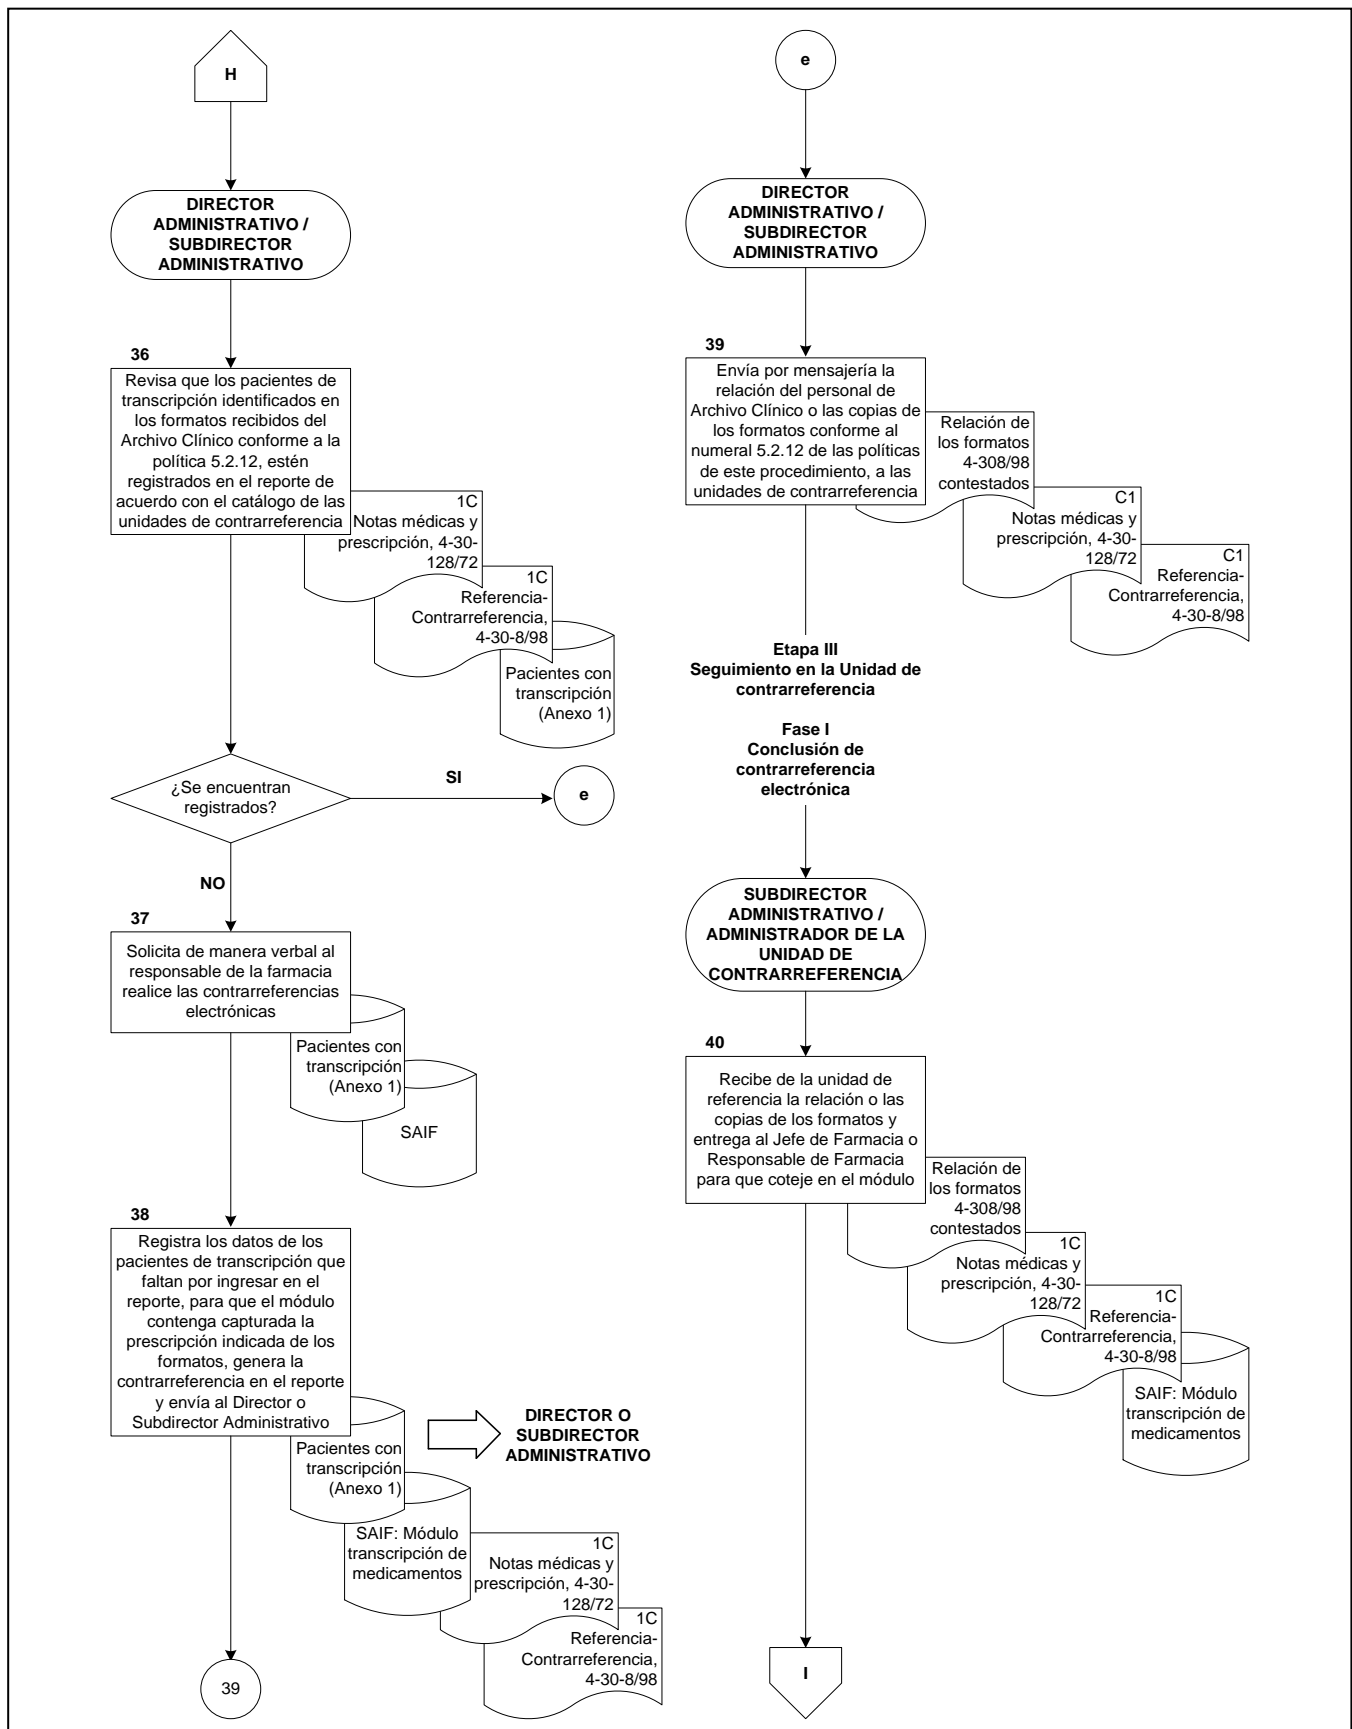 H
DIRECTOR
ADMINISTRATIVO /
SUBDIRECTOR
ADMINISTRATIVO
36
Revisa que los pacientes de
transcripción identificados en
los formatos recibidos del
Archivo Clínico conforme a la
política 5.2.12, estén
registrados en el reporte de
acuerdo con el catálogo de las
unidades de contrarreferencia
1C
Notas médicas y
prescripción, 4-30-
128/72
1C
Referencia-
Contrarreferencia,
4-30-8/98
Pacientes con
transcripción
(Anexo 1)
¿Se encuentran
registrados?
SI
e
NO
37
Solicita de manera verbal al
responsable de la farmacia
realice las contrarreferencias
electrónicas
Pacientes con
transcripción
(Anexo 1)
SAIF
38
Registra los datos de los
pacientes de transcripción que
faltan por ingresar en el
reporte, para que el módulo
contenga capturada la
prescripción indicada de los
formatos, genera la
contrarreferencia en el reporte
y envía al Director o
Subdirector Administrativo
DIRECTOR O
SUBDIRECTOR
ADMINISTRATIVO
Pacientes con
transcripción
(Anexo 1)
SAIF: Módulo
transcripción de
medicamentos
1C
Notas médicas y
prescripción, 4-30-
128/72
1C
Referencia-
Contrarreferencia,
4-30-8/98
39
e
DIRECTOR
ADMINISTRATIVO /
SUBDIRECTOR
ADMINISTRATIVO
39
Envía por mensajería la
relación del personal de
Archivo Clínico o las copias de
los formatos conforme al
numeral 5.2.12 de las políticas
de este procedimiento, a las
unidades de contrarreferencia
Relación de
los formatos
4-308/98
contestados
C1
Notas médicas y
prescripción, 4-30-
128/72
C1
Referencia-
Contrarreferencia,
4-30-8/98
Etapa III
Seguimiento en la Unidad de
contrarreferencia
Fase I
Conclusión de
contrarreferencia
electrónica
SUBDIRECTOR
ADMINISTRATIVO /
ADMINISTRADOR DE LA
UNIDAD DE
CONTRARREFERENCIA
40
Recibe de la unidad de
referencia la relación o las
copias de los formatos y
entrega al Jefe de Farmacia o
Responsable de Farmacia
para que coteje en el módulo
Relación de
los formatos
4-308/98
contestados
1C
Notas médicas y
prescripción, 4-30-
128/72
1C
Referencia-
Contrarreferencia,
4-30-8/98
SAIF: Módulo
transcripción de
medicamentos
I